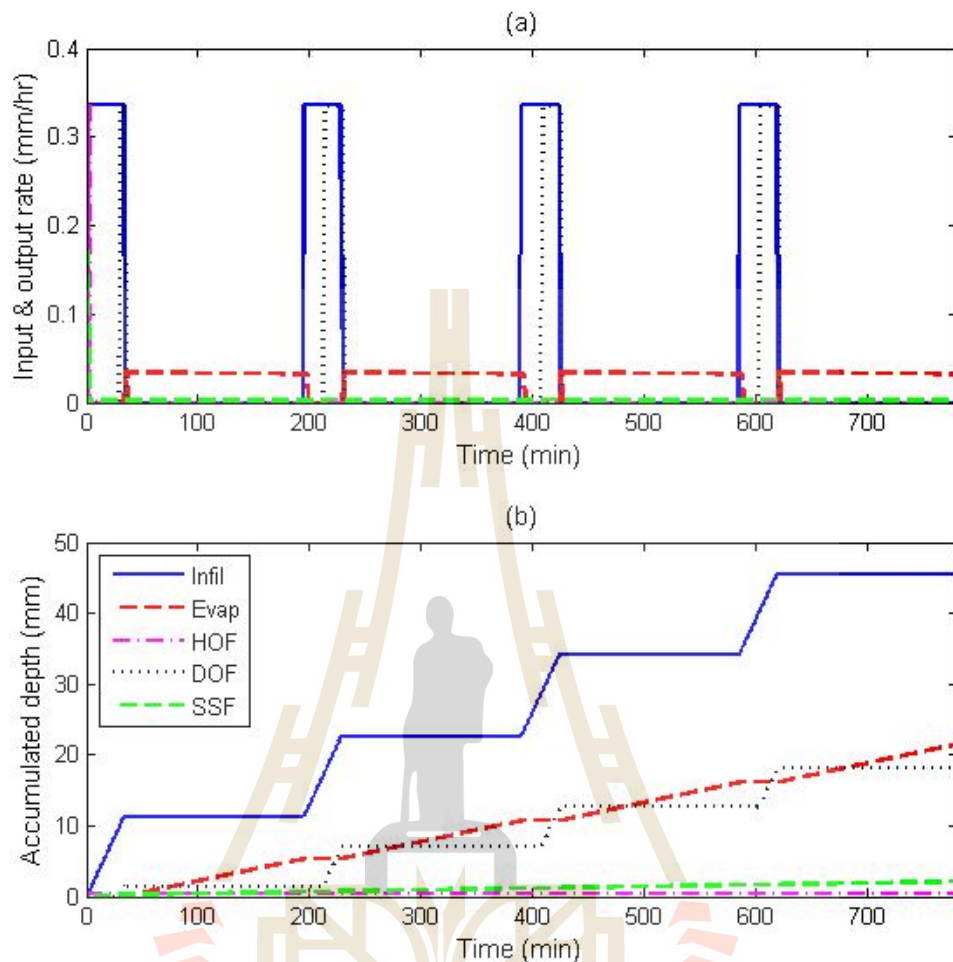 (a)
Input & output rate (mm/hr)
0.4
0.3
0.2
0.1
0
0 100 200 300 400 500 600 700
Time (min)
(b)
Accumulated depth (mm)
50
40
30
20
10
0
Infil
Evap
HOF
DOF
SSF
0 100 200 300 400 500 600 700
Time (min)